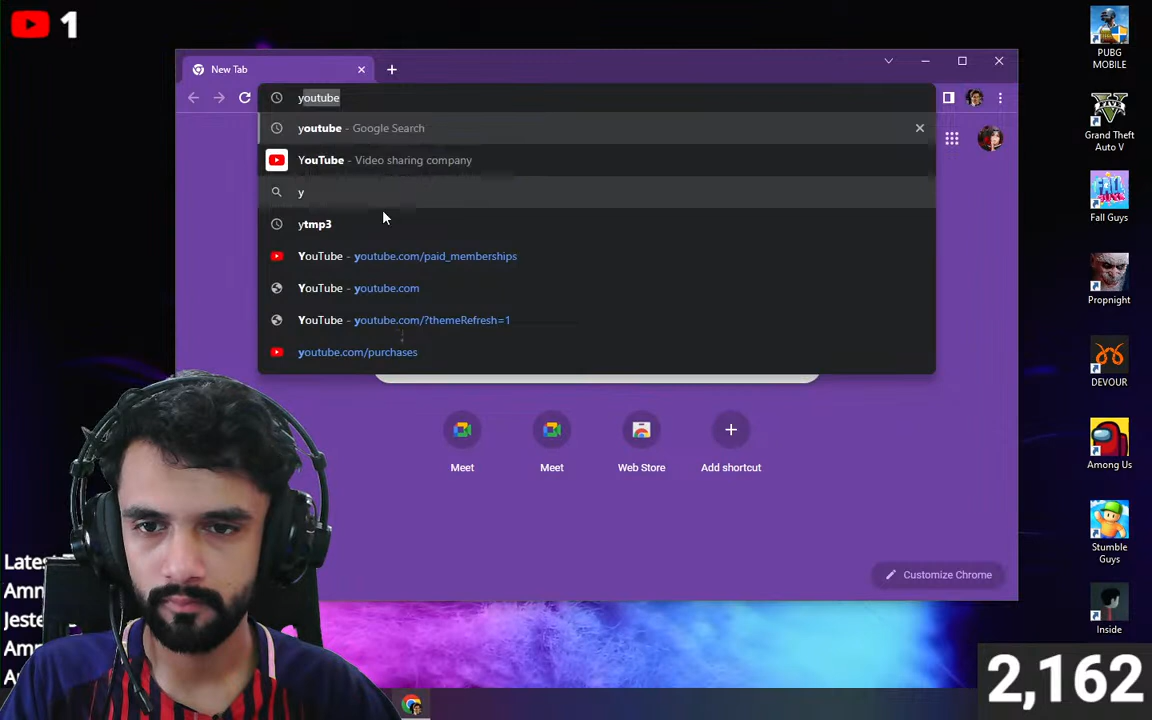 1
New Tab
youtube
youtube - Google Search
YouTube - Video sharing company
y
ytmp3
YouTube - youtube.com/paid_memberships
YouTube - youtube.com
YouTube - youtube.com/?themeRefresh=1
youtube.com/purchases
Meet
Meet
Web Store
Add shortcut
Customize Chrome
PUBG
MOBILE
Grand Theft
Auto V
Fall Guys
Propnight
DEVOUR
Among Us
Stumble
Guys
Inside
Latest
2,162